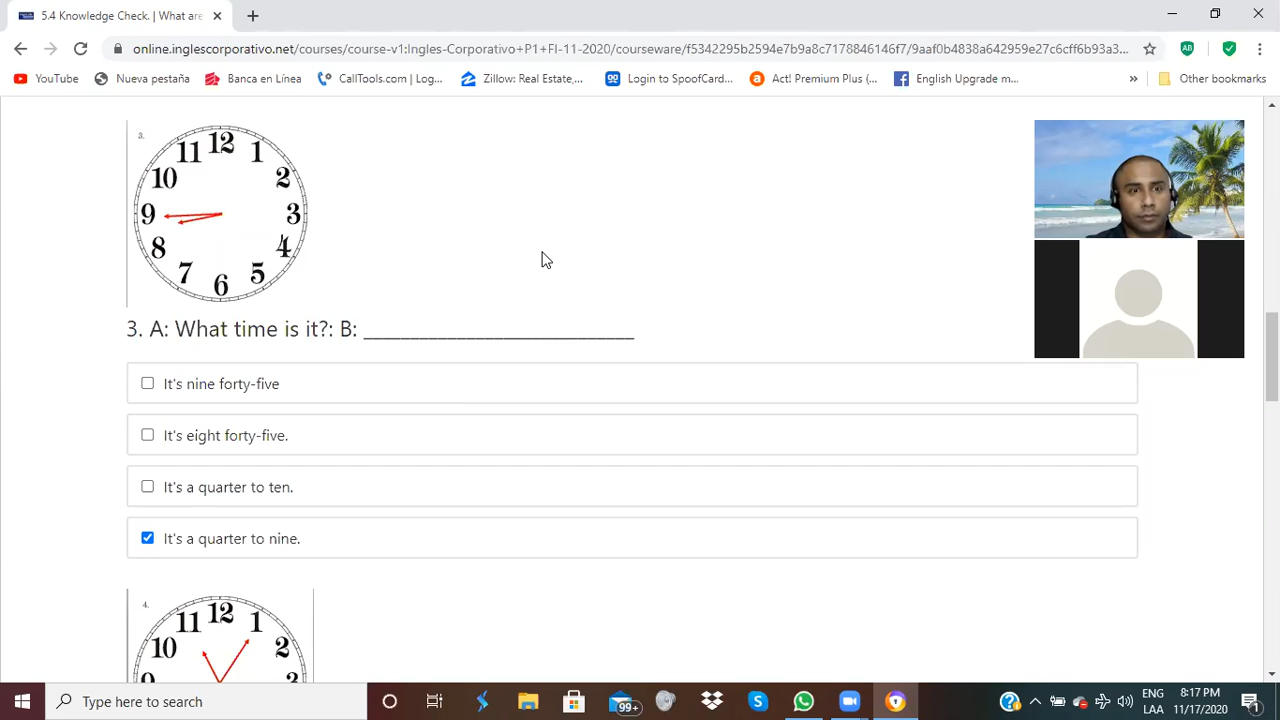 5.4 Knowledge Check. | What are
online.inglescorporativo.net/courses/course-v1:Ingles-Corporativo+P1+FI-11-2020/courseware/f5342295b2594e7b9a8c7178846146f7/9aaf0b4838a642959e27c6cff6b93a3...
YouTube Nueva pestaña Banca en Línea CallTools.com | Log... Zillow: Real Estate,... Login to SpoofCard... Act! Premium Plus (... English Upgrade m... » Other bookmarks
3.
12
11 1
10 2
9 3
8 4
7 5
6
3. A: What time is it?: B: ____________________________
It's nine forty-five
It's eight forty-five.
It's a quarter to ten.
It's a quarter to nine.
4.
12
11 1
10 2
9 3
Type here to search
99+
ENG 8:17 PM
LAA 11/17/2020
1